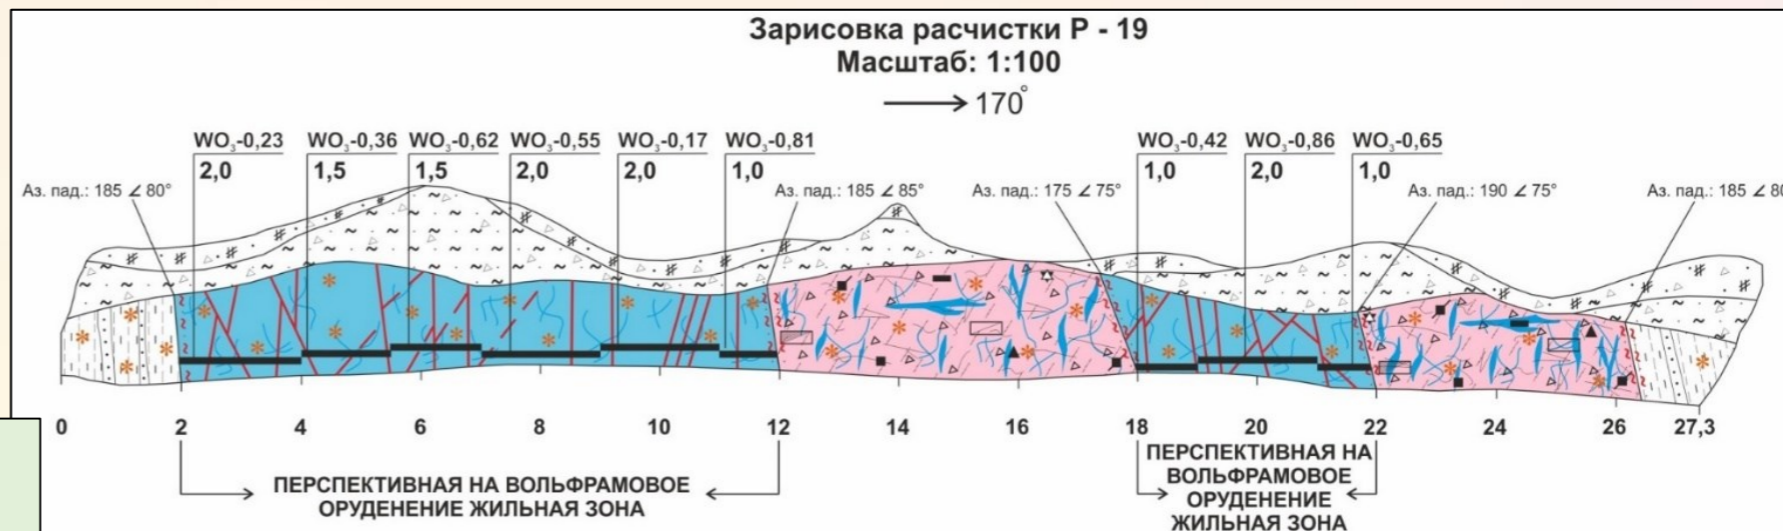 Зарисовка расчистки Р - 19
Масштаб: 1:100
170°
WO₃-0,23 WO₃-0,36 WO₃-0,62 WO₃-0,55 WO₃-0,17 WO₃-0,81 WO₃-0,42 WO₃-0,86 WO₃-0,65
2,0 1,5 1,5 2,0 2,0 1,0 1,0 2,0 1,0
Аз. пад.: 185 ∠ 80° Аз. пад.: 185 ∠ 85° Аз. пад.: 175 ∠ 75° Аз. пад.: 190 ∠ 75° Аз. пад.: 185 ∠ 80
0 2 4 6 8 10 12 14 16 18 20 22 24 26 27,3
ПЕРСПЕКТИВНАЯ НА ВОЛЬФРАМОВОЕ
ОРУДЕНЕНИЕ ЖИЛЬНАЯ ЗОНА
ПЕРСПЕКТИВНАЯ НА
ВОЛЬФРАМОВОЕ
ОРУДЕНЕНИЕ
ЖИЛЬНАЯ ЗОНА